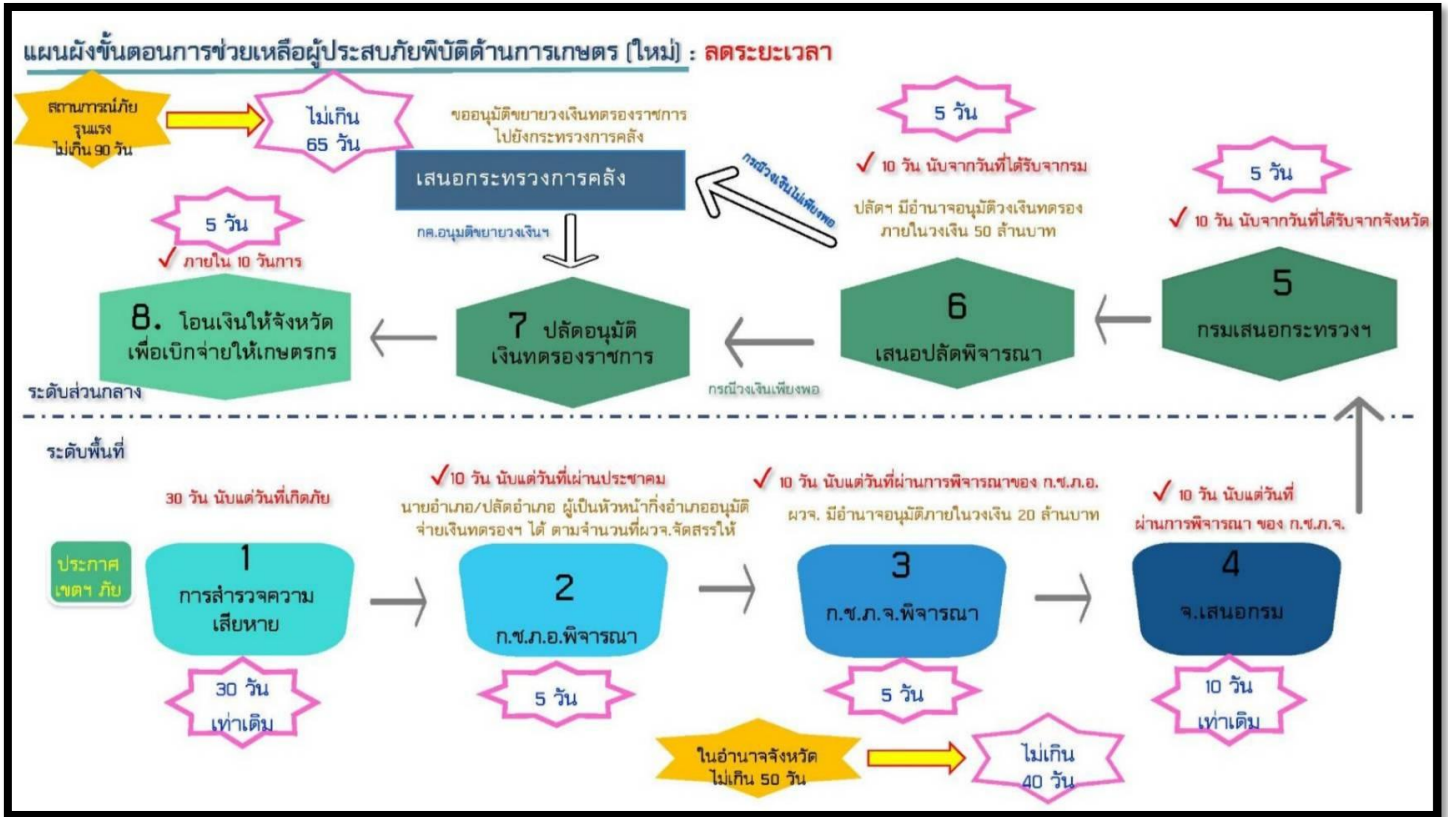 แผนผังขั้นตอนการช่วยเหลือผู้ประสบภัยพิบัติด้านการเกษตร (ใหม่) : ลดระยะเวลา
สถานการณ์ภัย
รุนแรง
ไม่เกิน 90 วัน
ไม่เกิน
65 วัน
ขออนุมัติขยายวงเงินทดรองราชการ
ไปยังกระทรวงการคลัง
เสนอกระทรวงการคลัง
กค.อนุมติขยายวงเงินฯ
กรณีวงเงินไม่เพียงพอ
5 วัน
✓ 10 วัน นับจากวันที่ได้รับจากรม
ปลัดฯ มีอำนาจอนุมัติวงเงินทดรอง
ภายในวงเงิน 50 ล้านบาท
5 วัน
✓ 10 วัน นับจากวันที่ได้รับจากจังหวัด
5 วัน
✓ ภายใน 10 วันการ
8. โอนเงินให้จังหวัด
เพื่อเบิกจ่ายให้เกษตรกร
7 ปลัดอนุมัติ
เงินทดรองราชการ
กรณีวงเงินเพียงพอ
6
เสนอปลัดพิจารณา
5
กรมเสนอกระทรวงฯ
ระดับส่วนกลาง
ระดับพื้นที่
30 วัน นับแต่วันที่เกิดภัย
✓10 วัน นับแต่วันที่ผ่านประชาคม
นายอำเภอ/ปลัดอำเภอ ผู้เป็นหัวหน้ากิ่งอำเภออนุมัติ
จ่ายเงินทดรองฯ ได้ ตามจำนวนที่ผวจ.จัดสรรให้
✓ 10 วัน นับแต่วันที่ผ่านการพิจารณาของ ก.ช.ภ.อ.
ผวจ. มีอำนาจอนุมัติภายในวงเงิน 20 ล้านบาท
✓ 10 วัน นับแต่วันที่
ผ่านการพิจารณา ของ ก.ช.ภ.จ.
ประกาศ
เขตฯ ภัย
1
การสำรวจความ
เสียหาย
2
ก.ช.ภ.อ.พิจารณา
3
ก.ช.ภ.จ.พิจารณา
4
จ.เสนอกรม
30 วัน
เท่าเดิม
5 วัน
5 วัน
10 วัน
เท่าเดิม
ในอำนาจจังหวัด
ไม่เกิน 50 วัน
ไม่เกิน
40 วัน